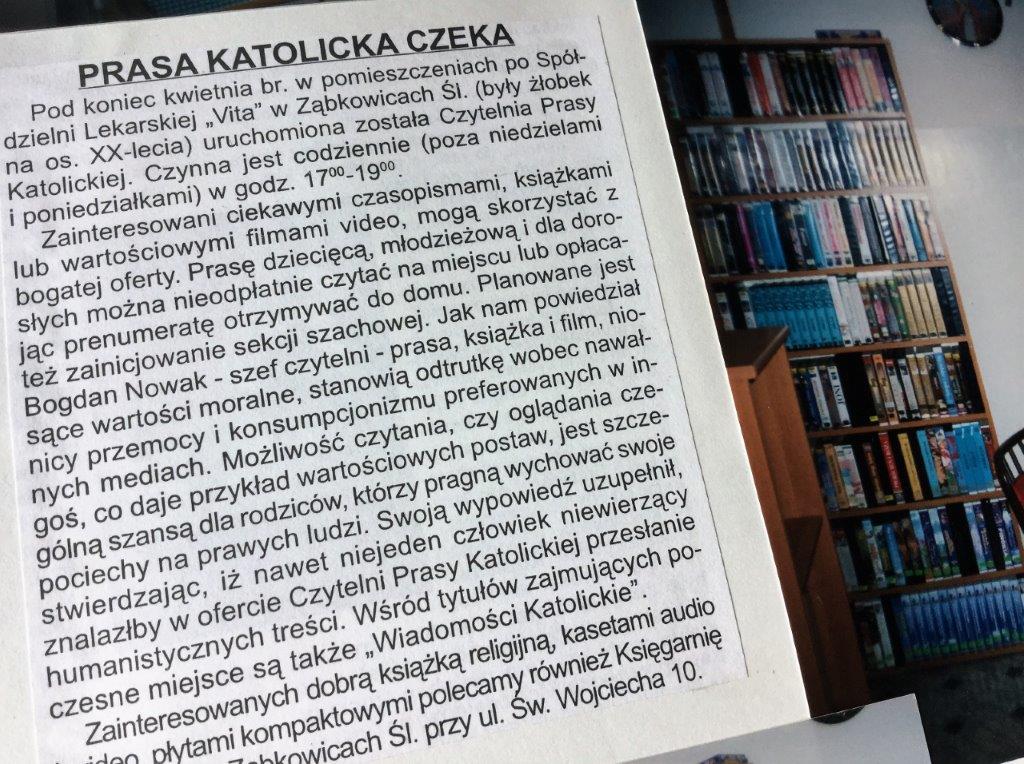 PRASA KATOLICKA CZEKA
Pod koniec kwietnia br. w pomieszczeniach po Spół-
dzielni Lekarskiej „Vita” w Ząbkowicach Śl. (były żłobek
na os. XX-lecia) uruchomiona została Czytelnia Prasy
Katolickiej. Czynna jest codziennie (poza niedzielami
i poniedziałkami) w godz. 17⁰⁰-19⁰⁰.
Zainteresowani ciekawymi czasopismami, książkami
lub wartościowymi filmami video, mogą skorzystać z
bogatej oferty. Prasę dziecięcą, młodzieżową i dla doro-
słych można nieodpłatnie czytać na miejscu lub opłaca-
jąc prenumeratę otrzymywać do domu. Planowane jest
też zainicjowanie sekcji szachowej. Jak nam powiedział
Bogdan Nowak - szef czytelni - prasa, książka i film, nio-
sące wartości moralne, stanowią odtrutkę wobec nawał-
nicy przemocy i konsumpcjonizmu preferowanych w in-
nych mediach. Możliwość czytania, czy oglądania cze-
goś, co daje przykład wartościowych postaw, jest szcze-
gólną szansą dla rodziców, którzy pragną wychować swoje
pociechy na prawych ludzi. Swoją wypowiedź uzupełnił,
stwierdzając, iż nawet niejeden człowiek niewierzący
znalazłby w ofercie Czytelni Prasy Katolickiej przesłanie
humanistycznych treści. Wśród tytułów zajmujących po-
czesne miejsce są także „Wiadomości Katolickie”.
Zainteresowanych dobrą książką religijną, kasetami audio
video, płytami kompaktowymi polecamy również Księgarnię
Ząbkowicach Śl. przy ul. Św. Wojciecha 10.